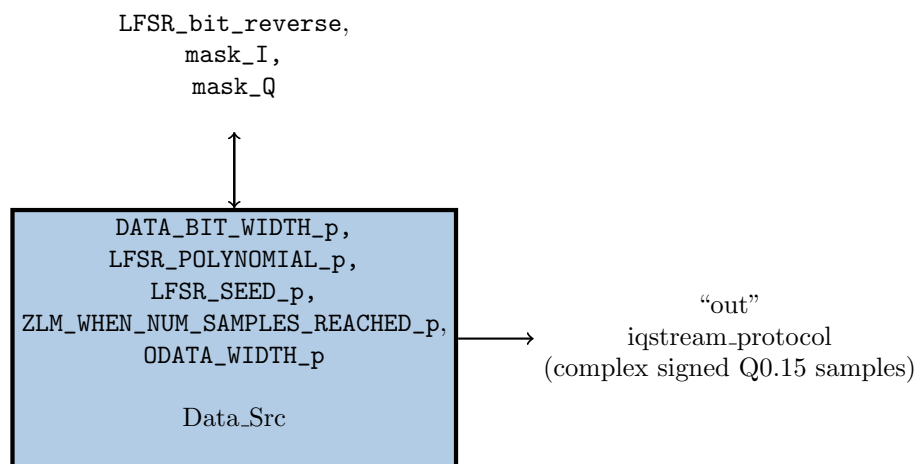 LFSR_bit_reverse,
mask_I,
mask_Q
DATA_BIT_WIDTH_p,
LFSR_POLYNOMIAL_p,
LFSR_SEED_p,
ZLM_WHEN_NUM_SAMPLES_REACHED_p,
ODATA_WIDTH_p
Data_Src
“out”
iqstream_protocol
(complex signed Q0.15 samples)